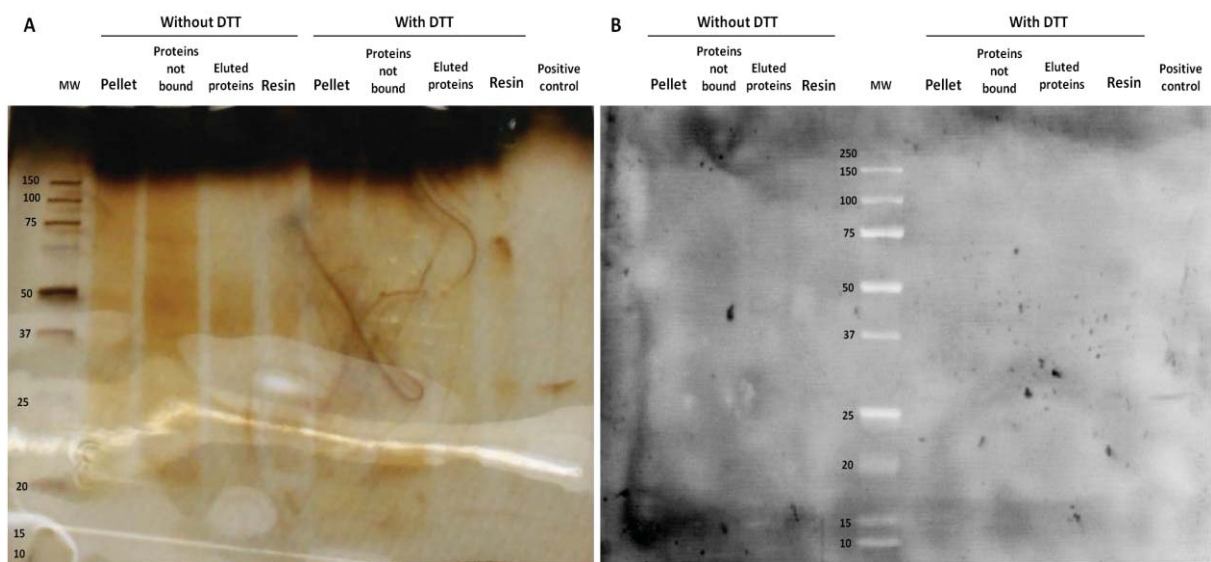 A
Without DTT
With DTT
MW
Pellet
Proteins
not
bound
Eluted
proteins
Resin
Pellet
Proteins
not
bound
Eluted
proteins
Resin
Positive
control
150
100
75
50
37
25
20
15
10
B
Without DTT
With DTT
Pellet
Proteins
not
bound
Eluted
proteins
Resin
MW
Pellet
Proteins
not
bound
Eluted
proteins
Resin
Positive
control
250
150
100
75
50
37
25
20
15
10